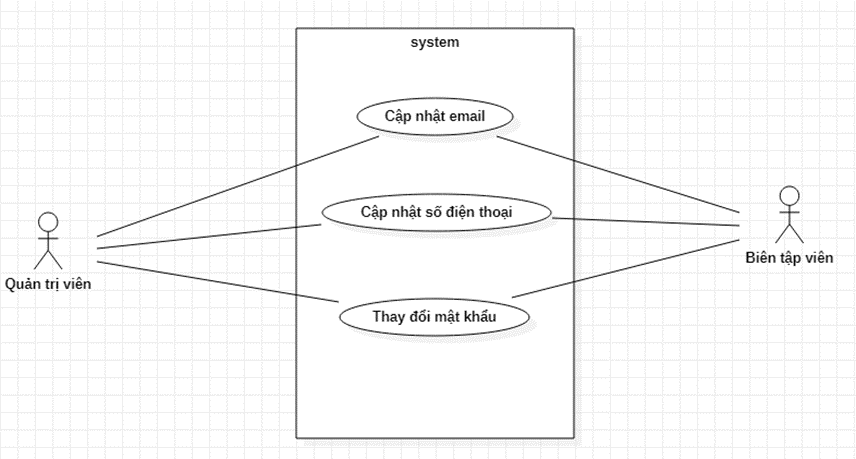 system
Cập nhật email
Cập nhật số điện thoại
Quản trị viên
Biên tập viên
Thay đổi mật khẩu